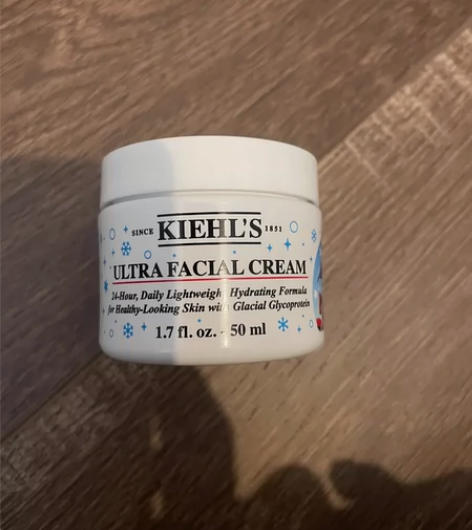 SINCE KIEHL'S 1851
ULTRA FACIAL CREAM
24-Hour, Daily Lightweight Hydrating Formula
for Healthy-Looking Skin with Glacial Glycoprotein
1.7 fl. oz. - 50 ml